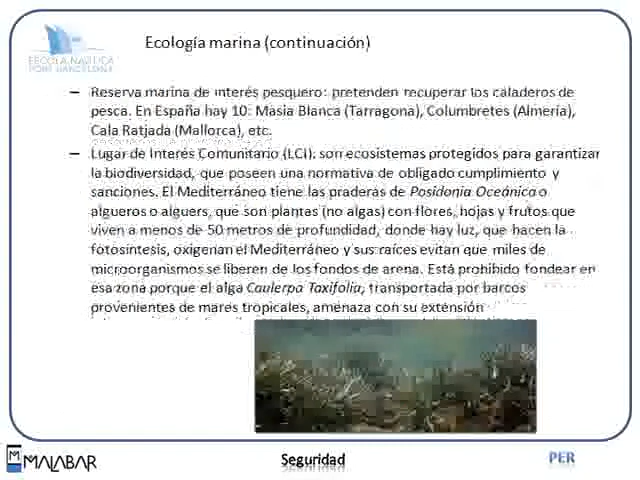 Ecología marina (continuación)
ESCOLA NÀUTICA
PORT BARCELONA
– Reserva marina de interés pesquero: pretenden recuperar los caladeros de
pesca. En España hay 10: Masia Blanca (Tarragona), Columbretes (Almería),
Cala Ratjada (Mallorca), etc.
– Lugar de Interés Comunitario (LCI): son ecosistemas protegidos para garantizar
la biodiversidad, que poseen una normativa de obligado cumplimiento y
sanciones. El Mediterráneo tiene las praderas de Posidonia Oceánica o
algueros o alguers, que son plantas (no algas) con flores, hojas y frutos que
viven a menos de 50 metros de profundidad, donde hay luz, que hacen la
fotosíntesis, oxigenan el Mediterráneo y sus raíces evitan que miles de
microorganismos se liberen de los fondos de arena. Está prohibido fondear en
esa zona porque el alga Caulerpa Taxifolia, transportada por barcos
provenientes de mares tropicales, amenaza con su extensión
MALABAR
Seguridad
PER